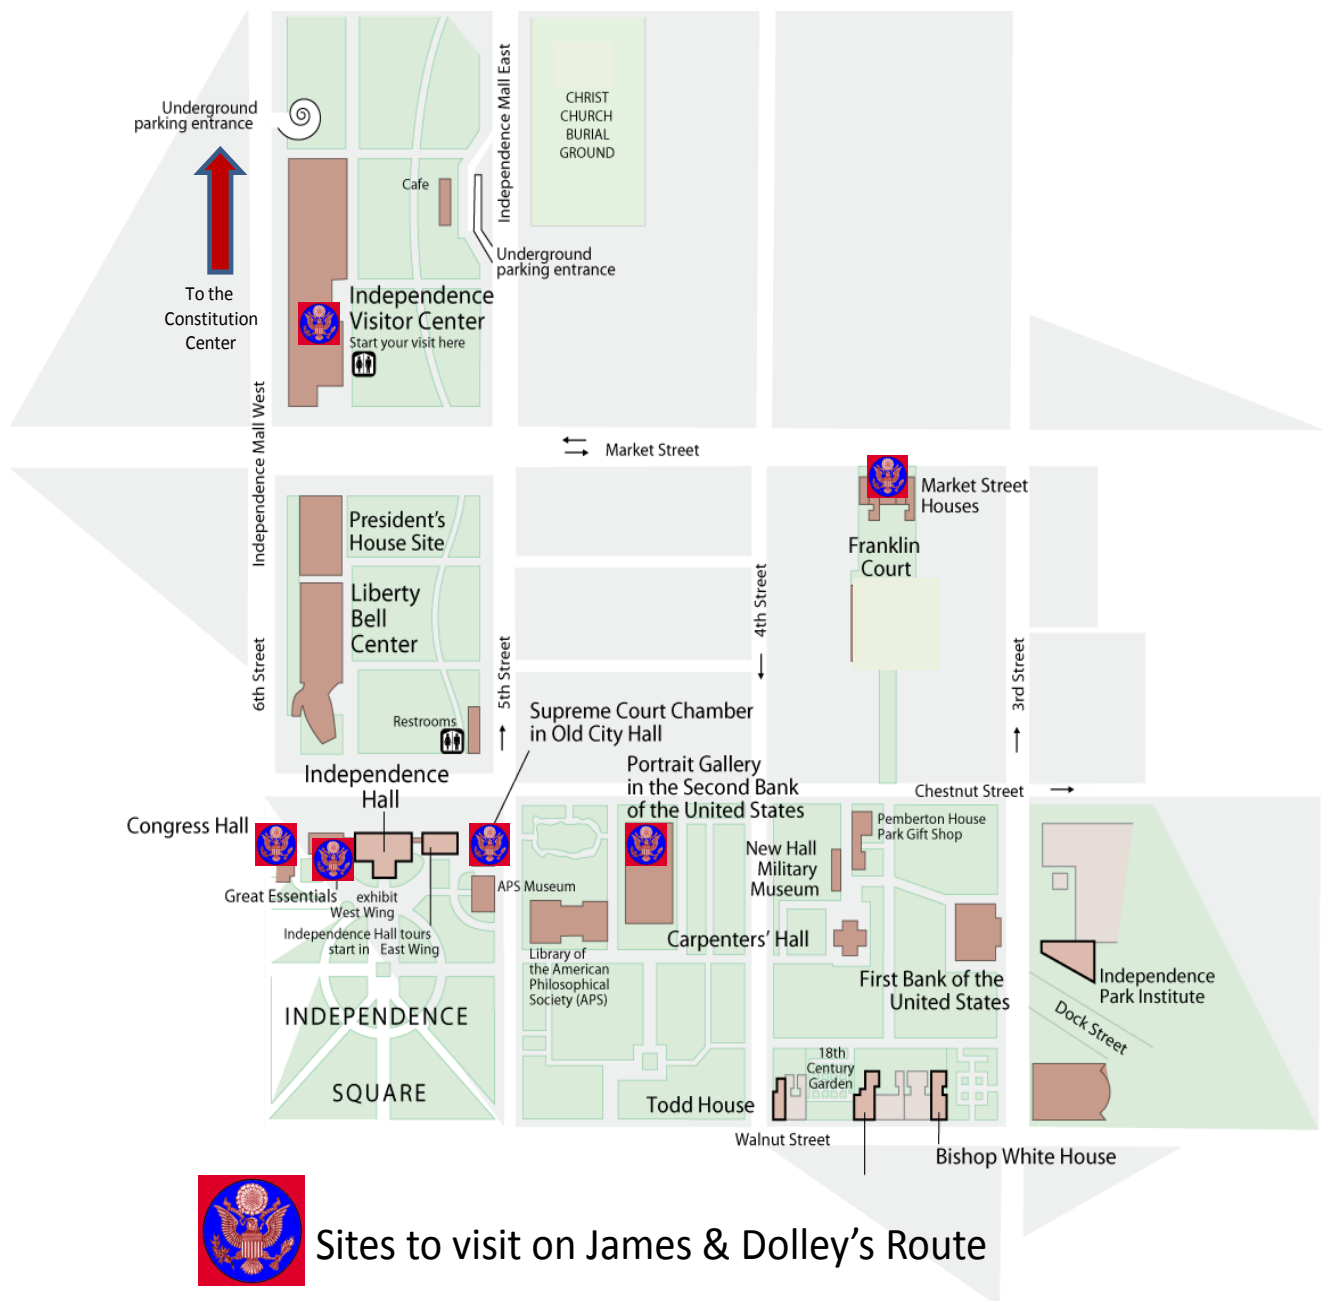 Underground
parking entrance
Independence Mall East
CHRIST
CHURCH
BURIAL
GROUND
Cafe
Underground
parking entrance
To the
Constitution
Center
Independence
Visitor Center
Start your visit here
Independence Mall West
Market Street
Market Street
Houses
President's
House Site
Franklin
Court
Liberty
Bell
Center
4th Street
6th Street
5th Street
3rd Street
Restrooms
Supreme Court Chamber
in Old City Hall
Independence
Hall
Portrait Gallery
in the Second Bank
of the United States
Chestnut Street
Congress Hall
Pemberton House
Park Gift Shop
New Hall
Military
Museum
Great Essentials
exhibit
West Wing
APS Museum
Independence Hall tours
start in East Wing
Carpenters' Hall
Library of
the American
Philosophical
Society (APS)
First Bank of the
United States
Independence
Park Institute
Dock Street
INDEPENDENCE
SQUARE
18th
Century
Garden
Todd House
Walnut Street
Bishop White House
Sites to visit on James & Dolley's Route